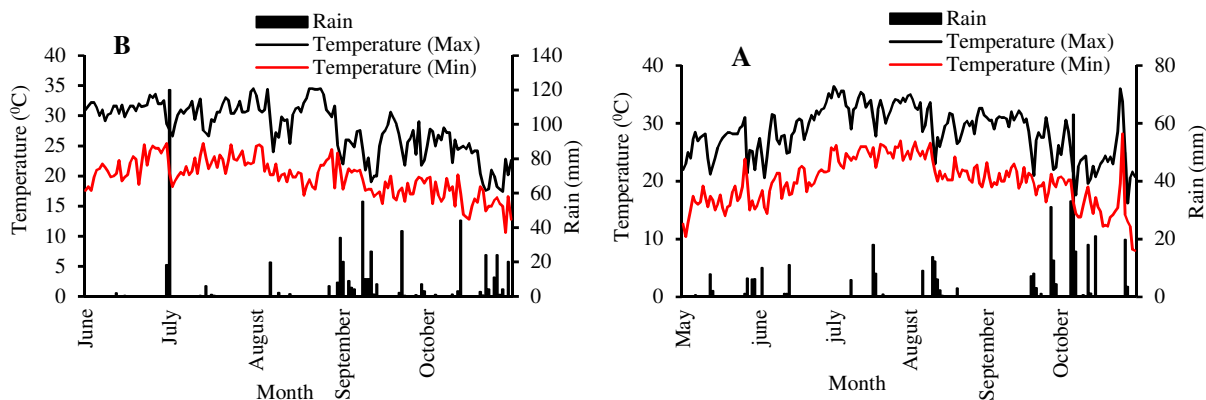 Rain
Temperature (Max)
Temperature (Min)
B
40
35
30
25
20
15
10
5
0
Temperature (⁰C)
140
120
100
80
60
40
20
0
Rain (mm)
June
July
August
September
October
Month
Rain
Temperature (Max)
Temperature (Min)
A
40
30
20
10
0
Temperature (⁰C)
80
60
40
20
0
Rain (mm)
May
june
july
August
September
October
Month